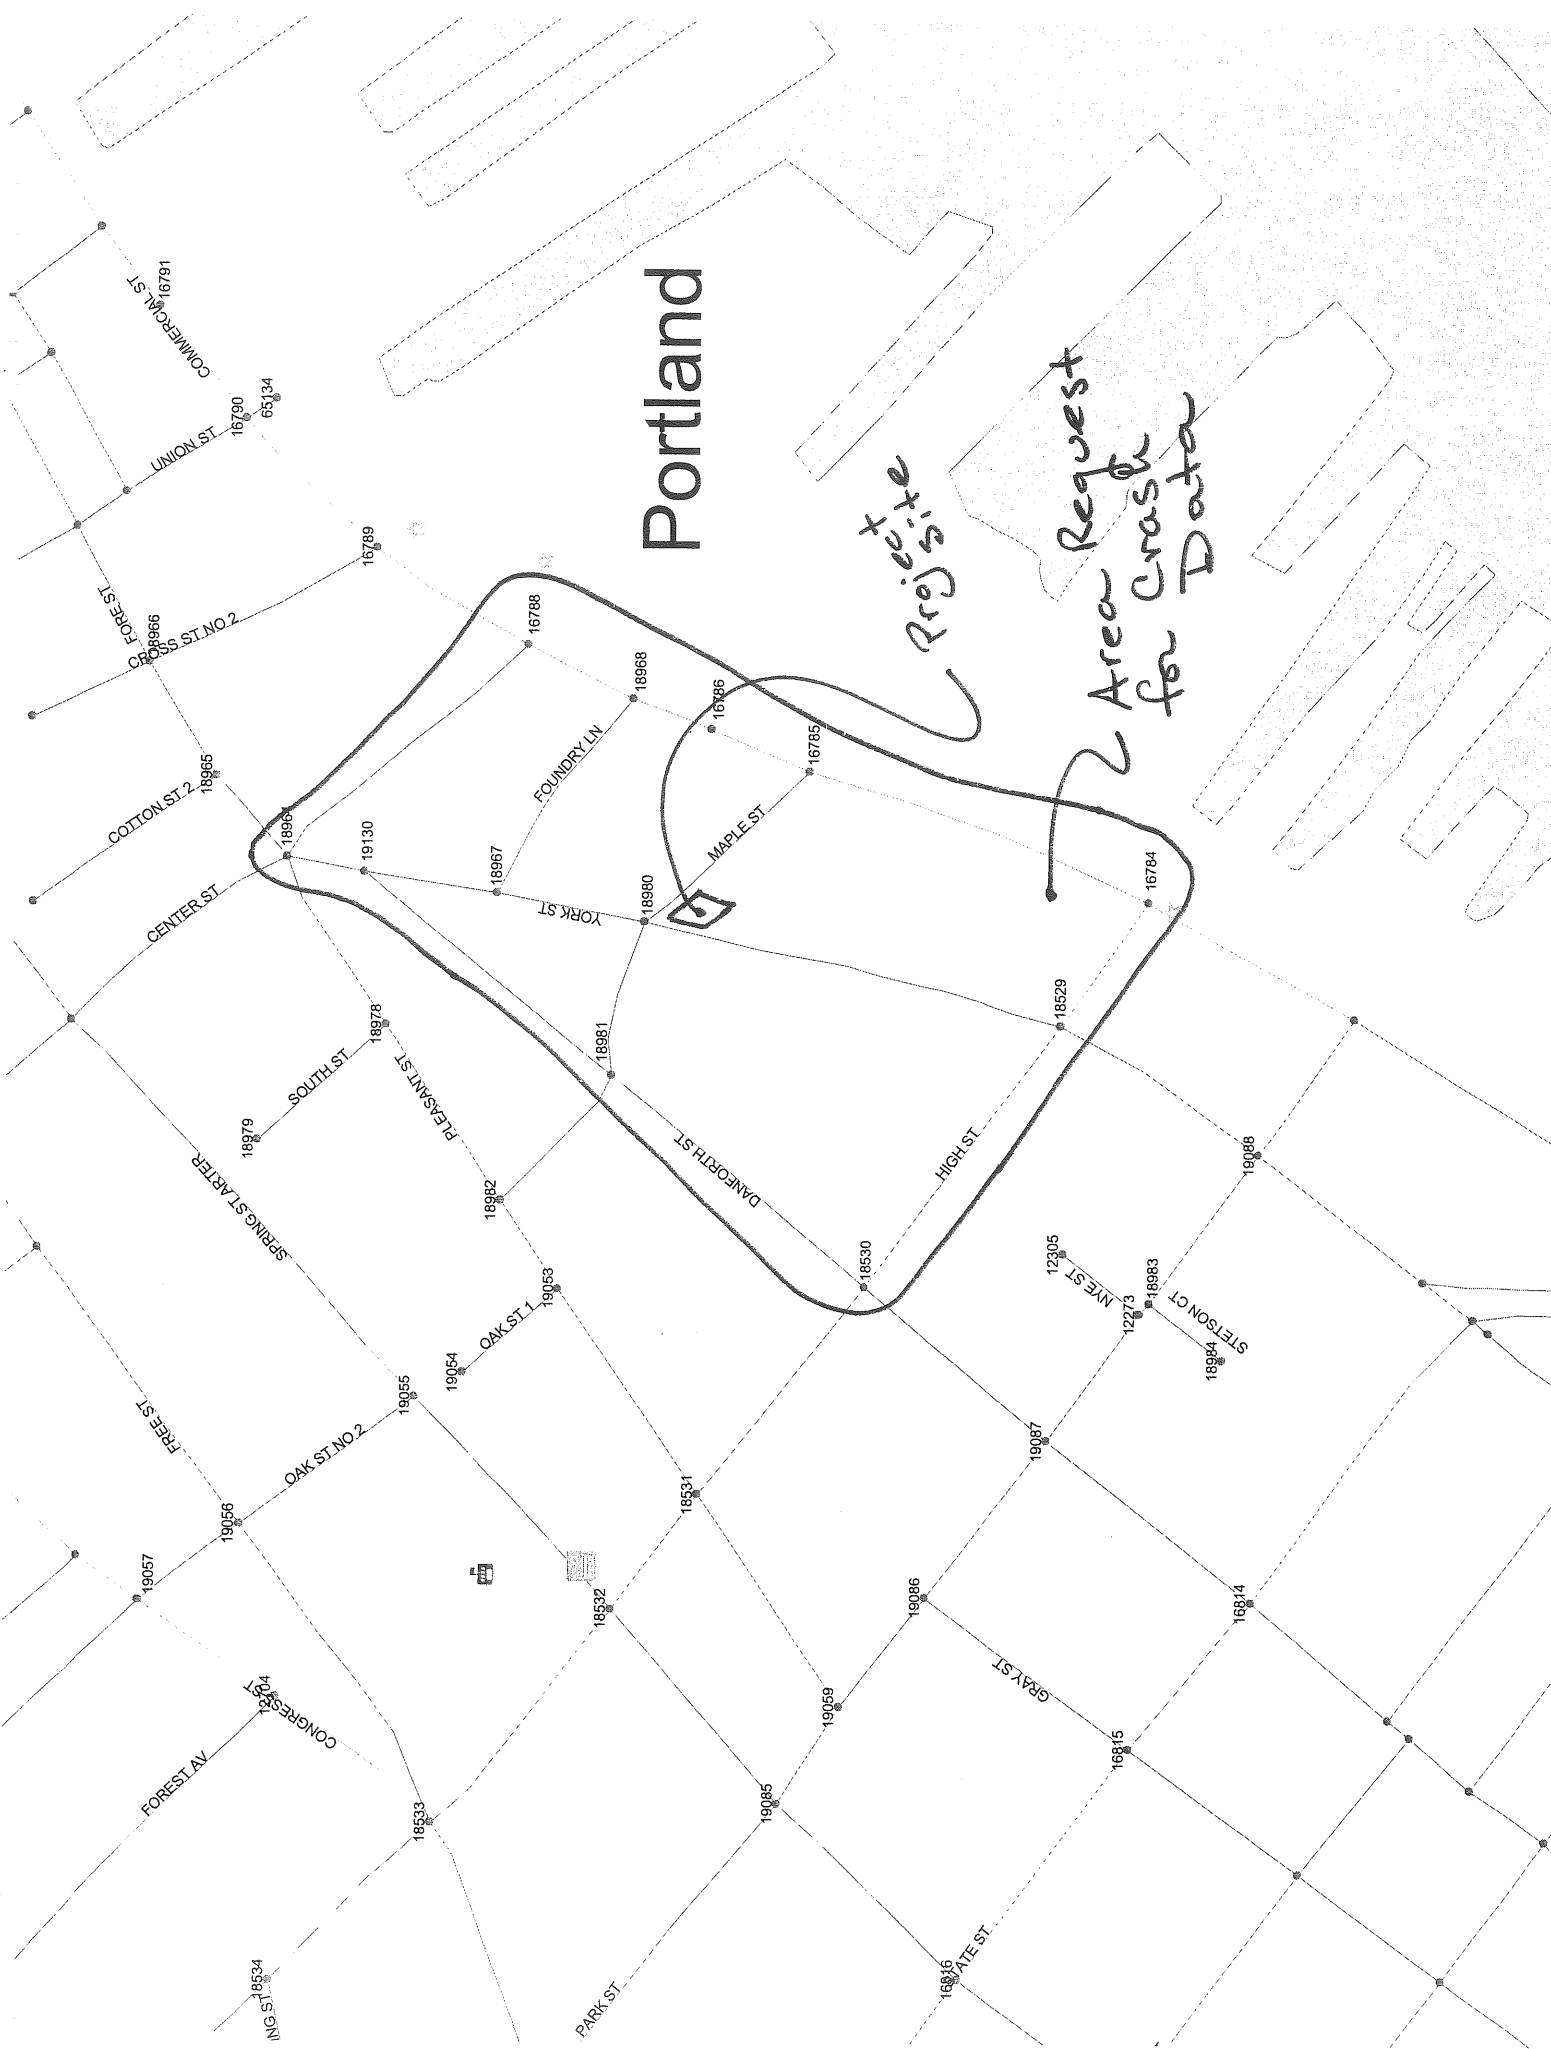 16791
COMMERCIAL ST
16790
65134
UNION ST
16789
FORE ST
CROSS ST NO 2
16788
18968
16786
16785
18965
COTTON ST 2
FOUNDRY LN
MAPLE ST
19130
18967
18980
YORK ST
CENTER ST
16784
18529
18981
18978
SOUTH ST
PLEASANT ST
18979
SPRING ST ARTER
18982
DANFORTH ST
HIGH ST
19088
18530
19053
OAK ST 1
19054
12305
NYE ST
18983
12273
STETSON CT
18984
19055
FREE ST
OAK ST NO 2
19087
18531
19056
19057
18532
19086
16814
GRAY ST
CONGRESS ST
FOREST AV
19059
16815
19085
18533
18534
ING ST
PARK ST
16816
Portland
Project
Site
Area Request
for Crash
Data